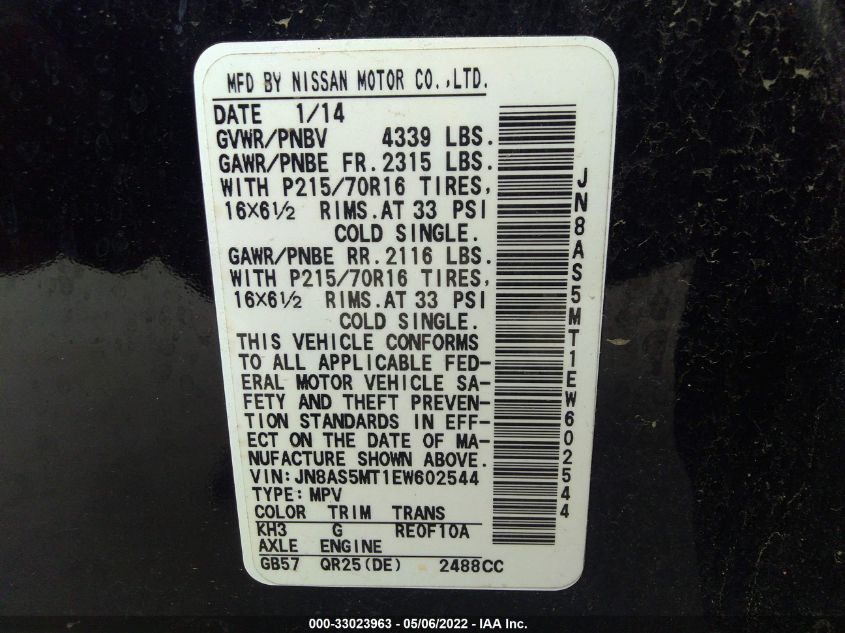 MFD BY NISSAN MOTOR CO.,LTD.
DATE 1/14
GVWR/PNBV 4339 LBS.
GAWR/PNBE FR. 2315 LBS.
WITH P215/70R16 TIRES,
16X6½ RIMS. AT 33 PSI
COLD SINGLE.
GAWR/PNBE RR. 2116 LBS.
WITH P215/70R16 TIRES,
16X6½ RIMS. AT 33 PSI
COLD SINGLE.
THIS VEHICLE CONFORMS
TO ALL APPLICABLE FED-
ERAL MOTOR VEHICLE SA-
FETY AND THEFT PREVEN-
TION STANDARDS IN EFF-
ECT ON THE DATE OF MA-
NUFACTURE SHOWN ABOVE.
VIN:JN8AS5MT1EW602544
TYPE:MPV
COLOR TRIM TRANS
KH3 G RE0F10A
AXLE ENGINE
GB57 QR25(DE) 2488CC
JN8AS5MT1EW602544
000-33023963 - 05/06/2022 - IAA Inc.